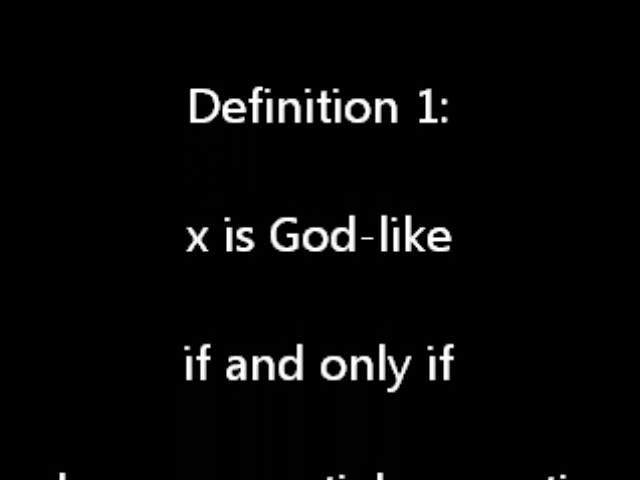 Definition 1:
x is God-like
if and only if